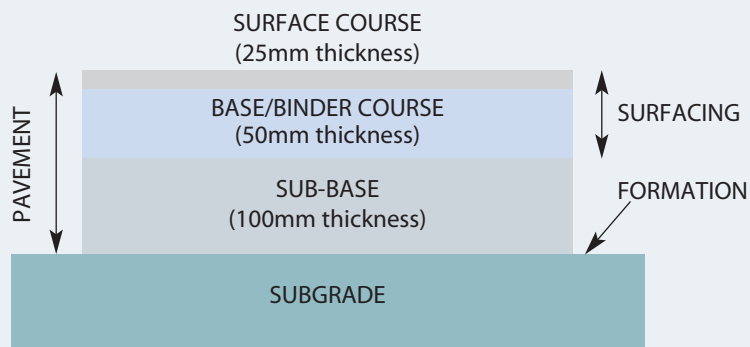 SURFACE COURSE
(25mm thickness)
BASE/BINDER COURSE
(50mm thickness)
SURFACING
PAVEMENT
SUB-BASE
(100mm thickness)
FORMATION
SUBGRADE